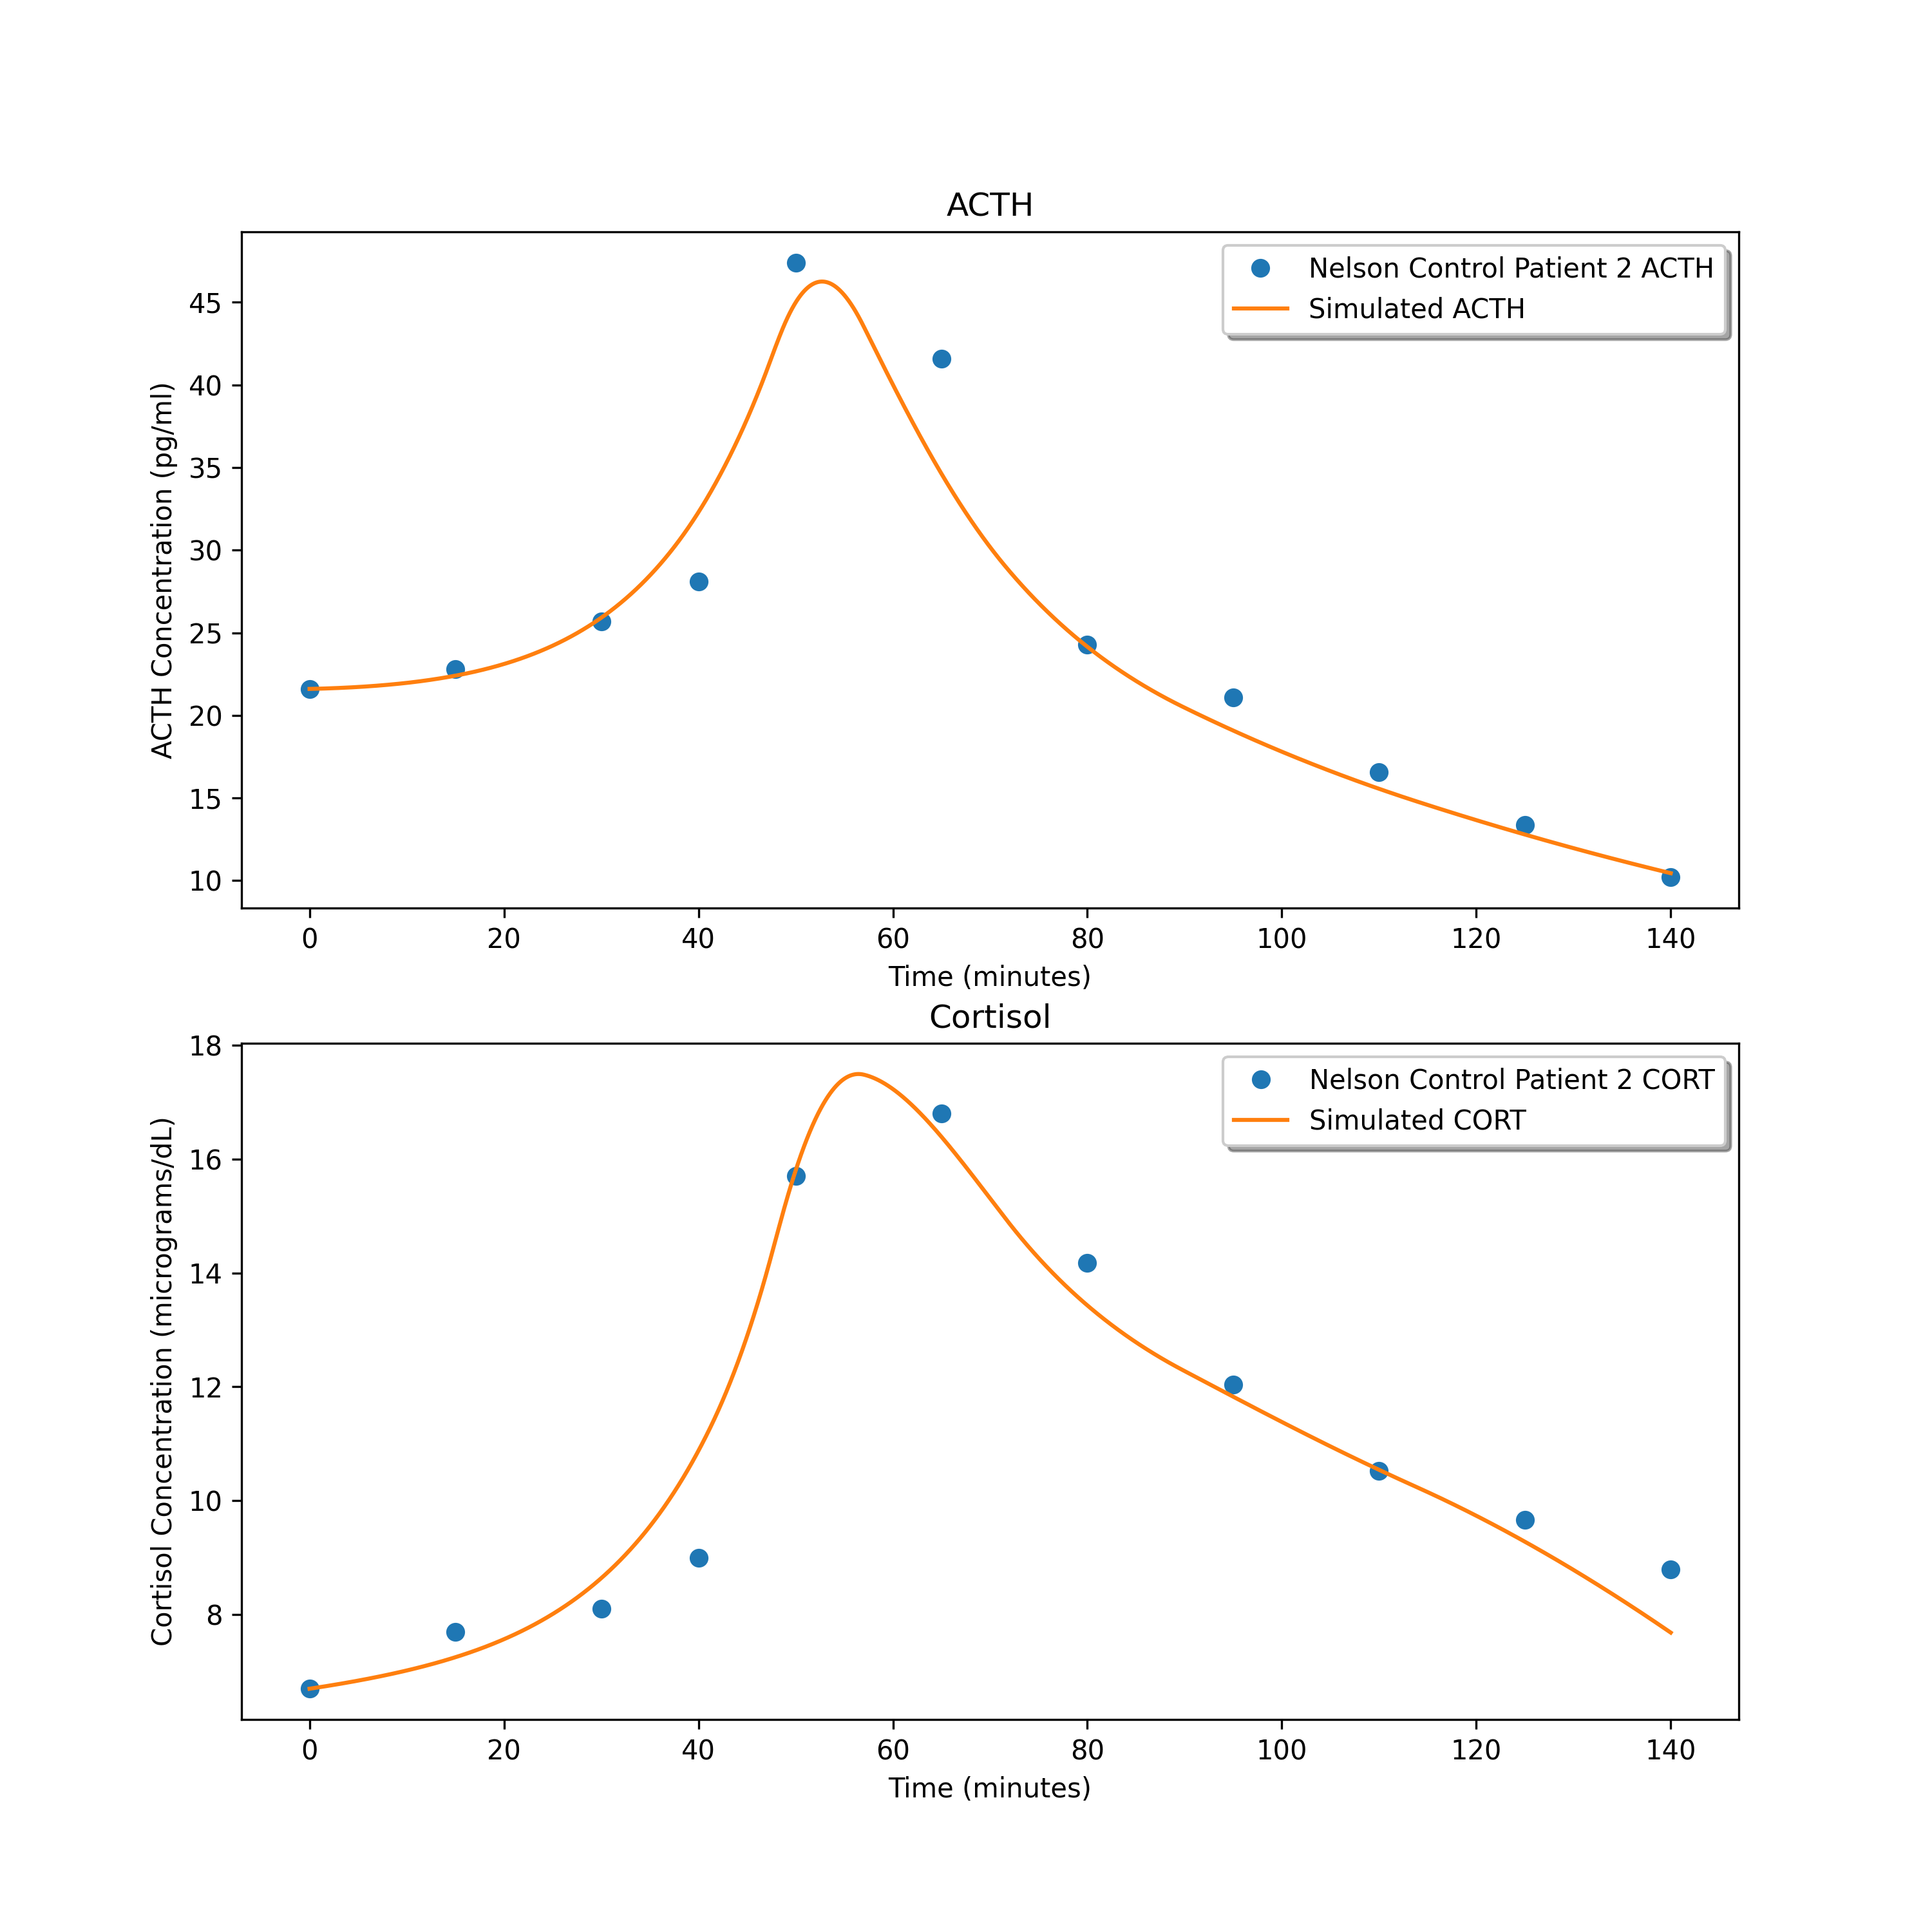 ACTH
Nelson Control Patient 2 ACTH
Simulated ACTH
ACTH Concentration (pg/ml)
45
40
35
30
25
20
15
10
0 20 40 60 80 100 120 140
Time (minutes)
Cortisol
Nelson Control Patient 2 CORT
Simulated CORT
Cortisol Concentration (micrograms/dL)
18
16
14
12
10
8
0 20 40 60 80 100 120 140
Time (minutes)